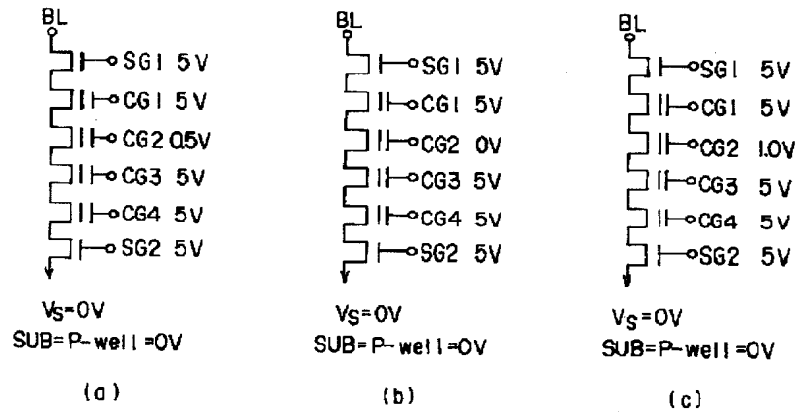 BL
SG1 5V
CG1 5V
CG2 0.5V
CG3 5V
CG4 5V
SG2 5V
VS=0V
SUB=P-well=0V
(a)
BL
SG1 5V
CG1 5V
CG2 0V
CG3 5V
CG4 5V
SG2 5V
VS=0V
SUB=P-well=0V
(b)
BL
SG1 5V
CG1 5V
CG2 1.0V
CG3 5V
CG4 5V
SG2 5V
VS=0V
SUB=P-well=0V
(c)